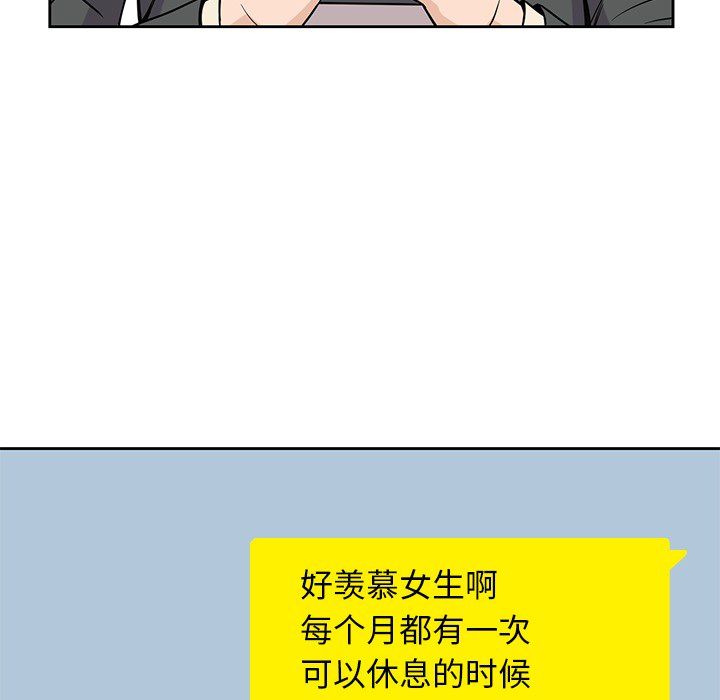 好羡慕女生啊
每个月都有一次
可以休息的时候